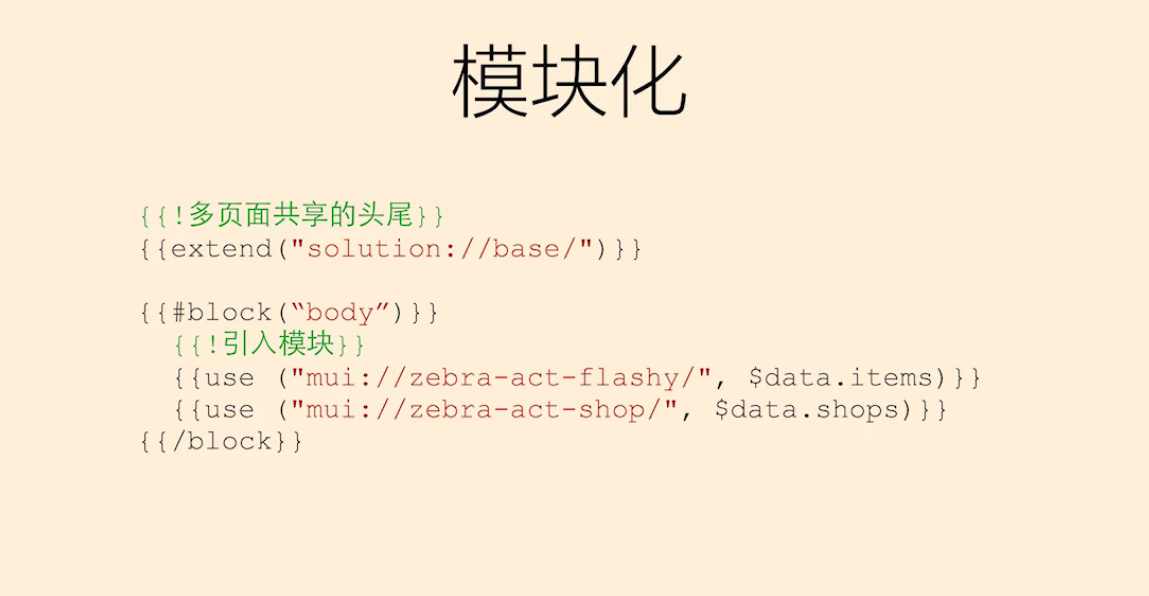 模块化
{{!多页面共享的头尾}}
{{extend("solution://base/")}}
{{#block(“body”)}}
{{!引入模块}}
{{use ("mui://zebra-act-flashy/", $data.items)}}
{{use ("mui://zebra-act-shop/", $data.shops)}}
{{/block}}